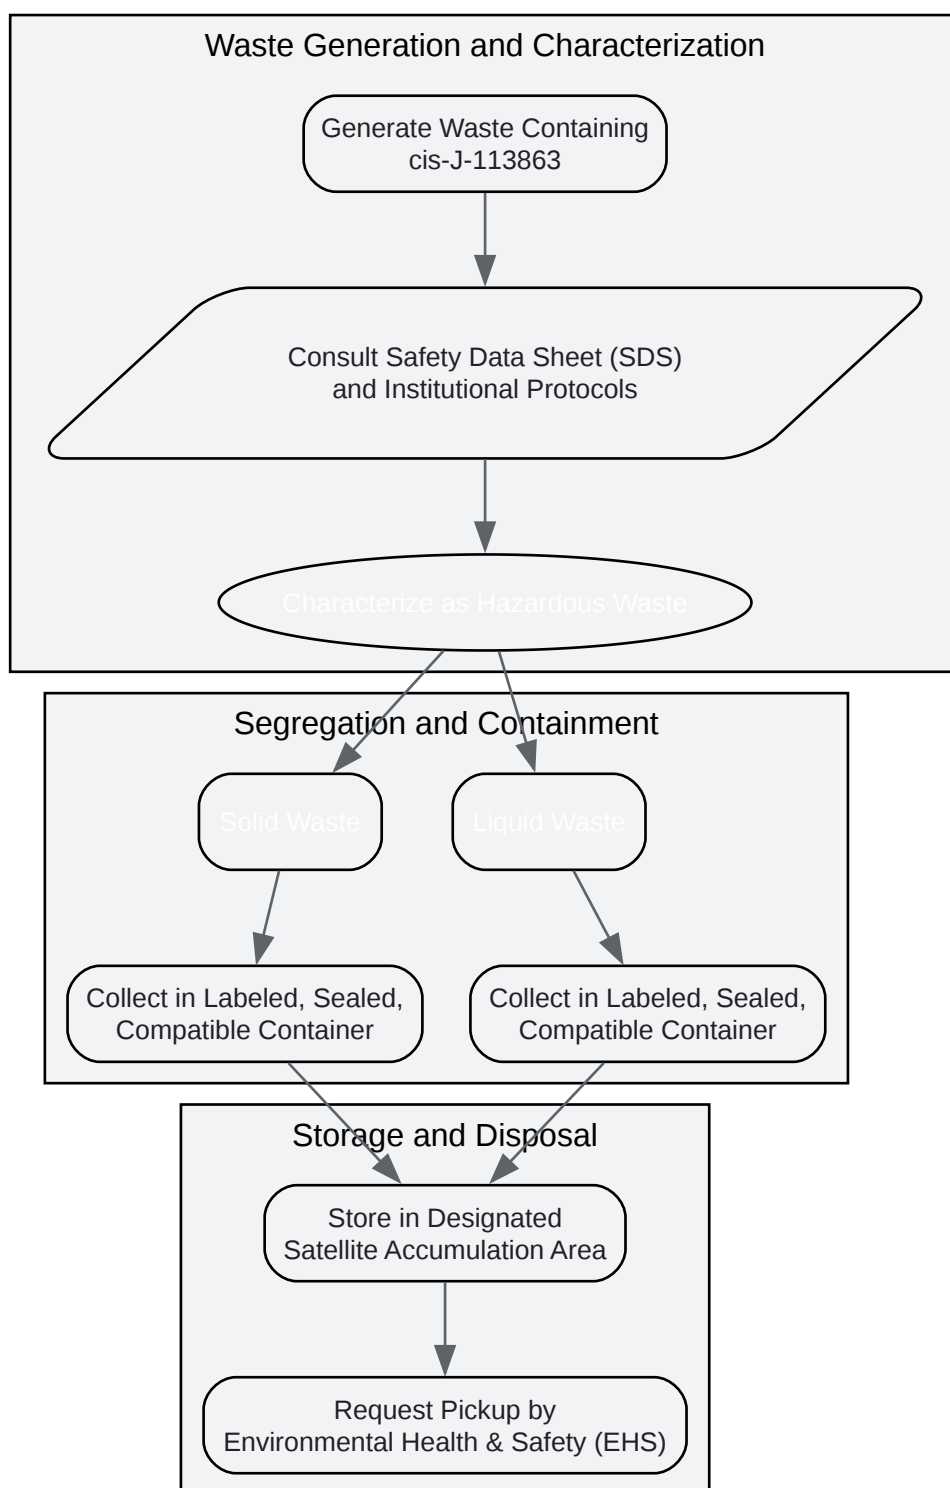 Waste Generation and Characterization
Generate Waste Containing
cis-J-113863
Consult Safety Data Sheet (SDS)
and Institutional Protocols
Characterize as Hazardous Waste
Segregation and Containment
Solid Waste
Liquid Waste
Collect in Labeled, Sealed,
Compatible Container
Collect in Labeled, Sealed,
Compatible Container
Storage and Disposal
Store in Designated
Satellite Accumulation Area
Request Pickup by
Environmental Health & Safety (EHS)